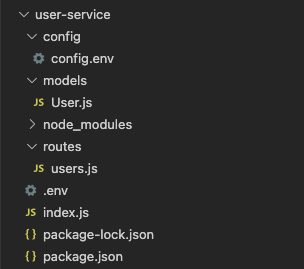 user-service
config
config.env
models
JS User.js
node_modules
routes
JS users.js
.env
JS index.js
{} package-lock.json
{} package.json